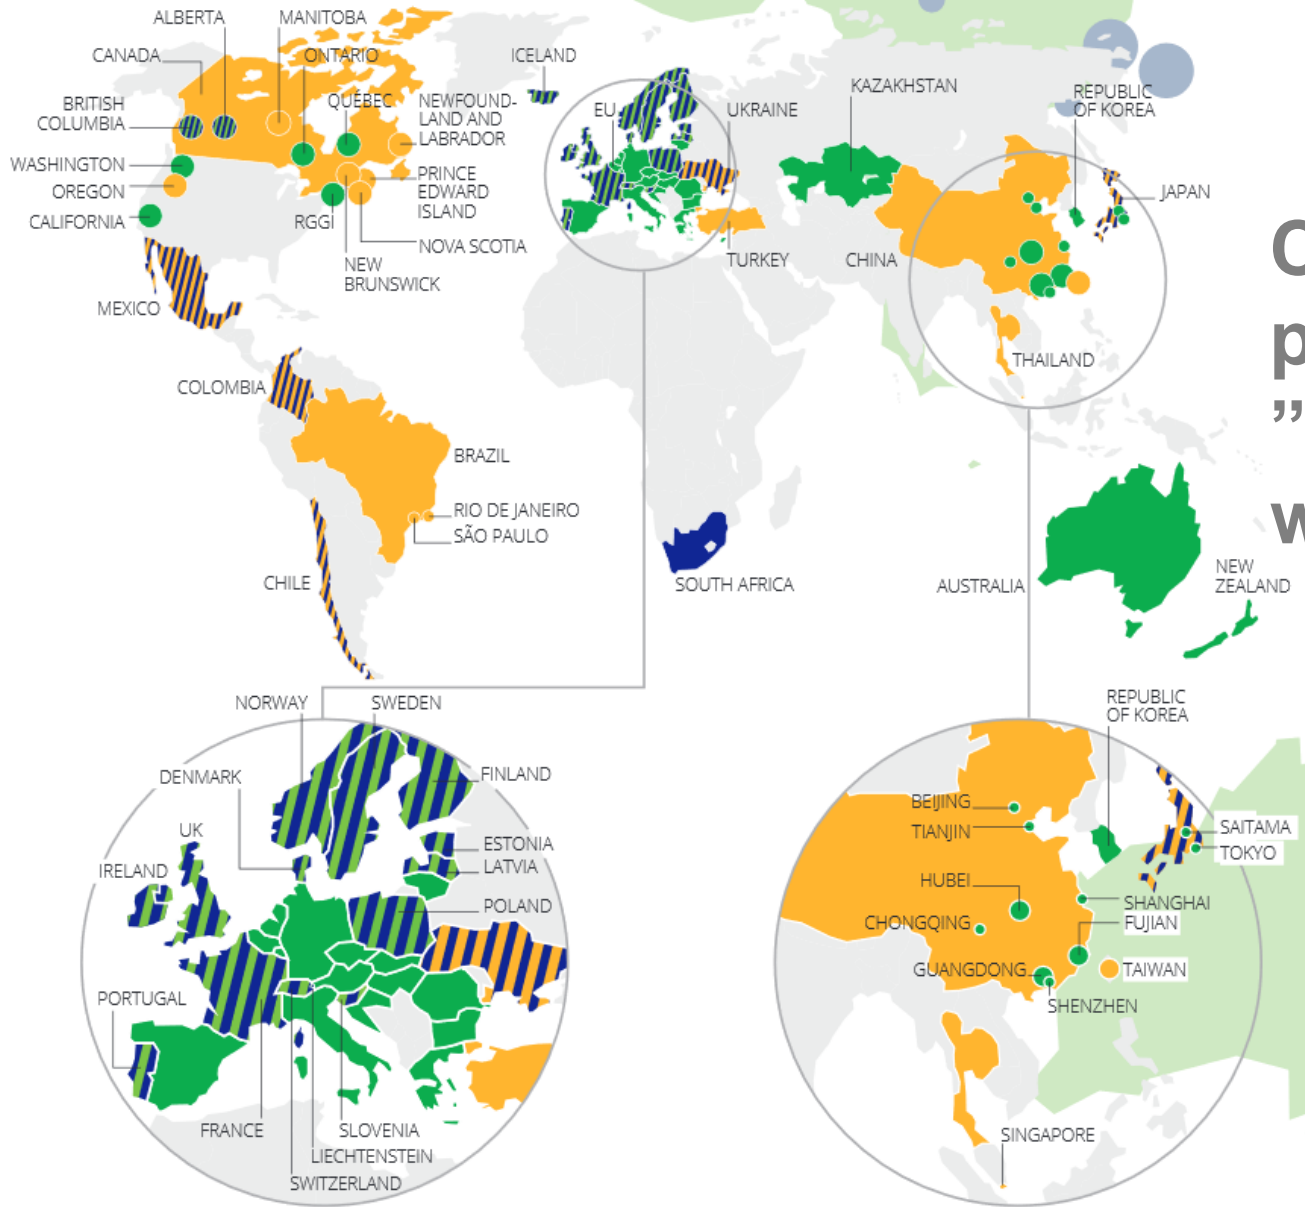 ALBERTA
MANITOBA
CANADA
ONTARIO
ICELAND
BRITISH
COLUMBIA
QUÉBEC
NEWFOUND-
LAND AND
LABRADOR
EU
UKRAINE
KAZAKHSTAN
REPUBLIC
OF KOREA
WASHINGTON
OREGON
CALIFORNIA
RGGI
PRINCE
EDWARD
ISLAND
NOVA SCOTIA
NEW
BRUNSWICK
JAPAN
TURKEY
CHINA
MEXICO
THAILAND
COLOMBIA
BRAZIL
RIO DE JANEIRO
SÃO PAULO
CHILE
SOUTH AFRICA
AUSTRALIA
NEW
ZEALAND
”
NORWAY
SWEDEN
DENMARK
FINLAND
UK
ESTONIA
IRELAND
LATVIA
POLAND
PORTUGAL
FRANCE
SLOVENIA
LIECHTENSTEIN
SWITZERLAND
REPUBLIC
OF KOREA
BEIJING
TIANJIN
SAITAMA
TOKYO
HUBEI
SHANGHAI
CHONGQING
FUJIAN
GUANGDONG
TAIWAN
SHENZHEN
SINGAPORE